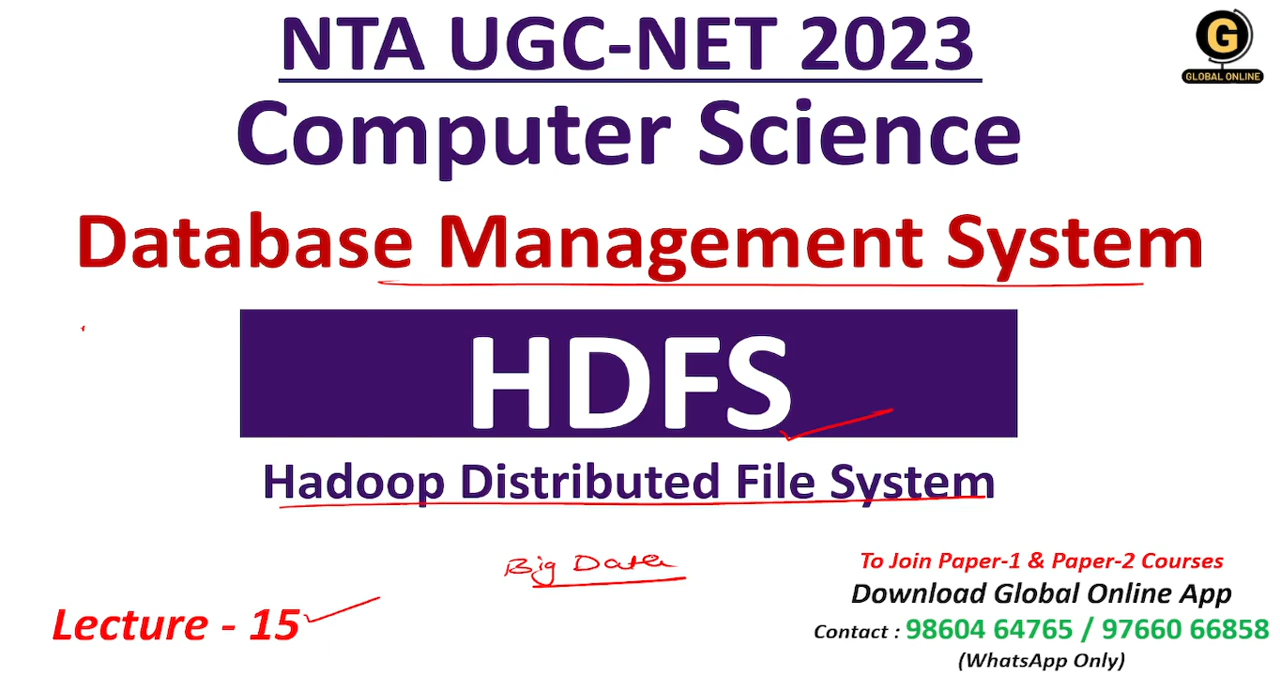 NTA UGC-NET 2023
G
GLOBAL ONLINE
Computer Science
Database Management System
HDFS
Hadoop Distributed File System
Big Data
Lecture - 15
To Join Paper-1 & Paper-2 Courses
Download Global Online App
Contact : 98604 64765 / 97660 66858
(WhatsApp Only)